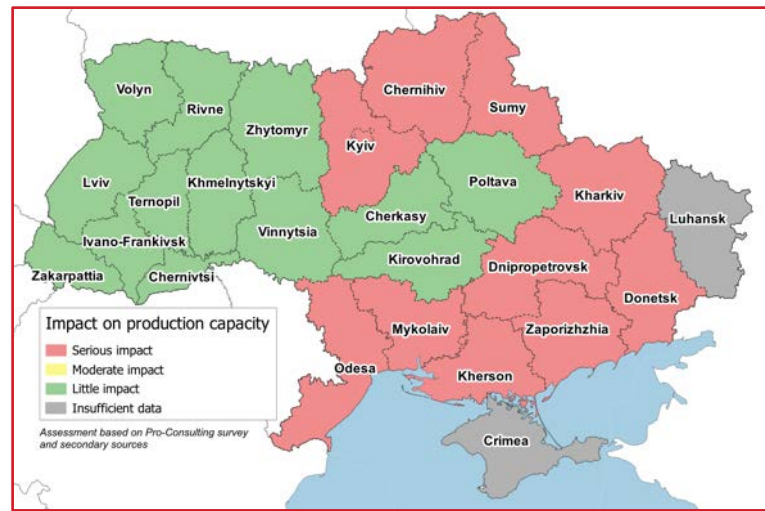 Volyn
Rivne
Zhytomyr
Chernihiv
Sumy
Kyiv
Lviv
Ternopil
Khmelnytskyi
Poltava
Kharkiv
Luhansk
Cherkasy
Ivano-Frankivsk
Vinnytsia
Kirovohrad
Dnipropetrovsk
Zakarpattia
Chernivtsi
Donetsk
Mykolaiv
Zaporizhzhia
Odesa
Kherson
Crimea
Impact on production capacity
Serious impact
Moderate impact
Little impact
Insufficient data
Assessment based on Pro-Consulting survey
and secondary sources